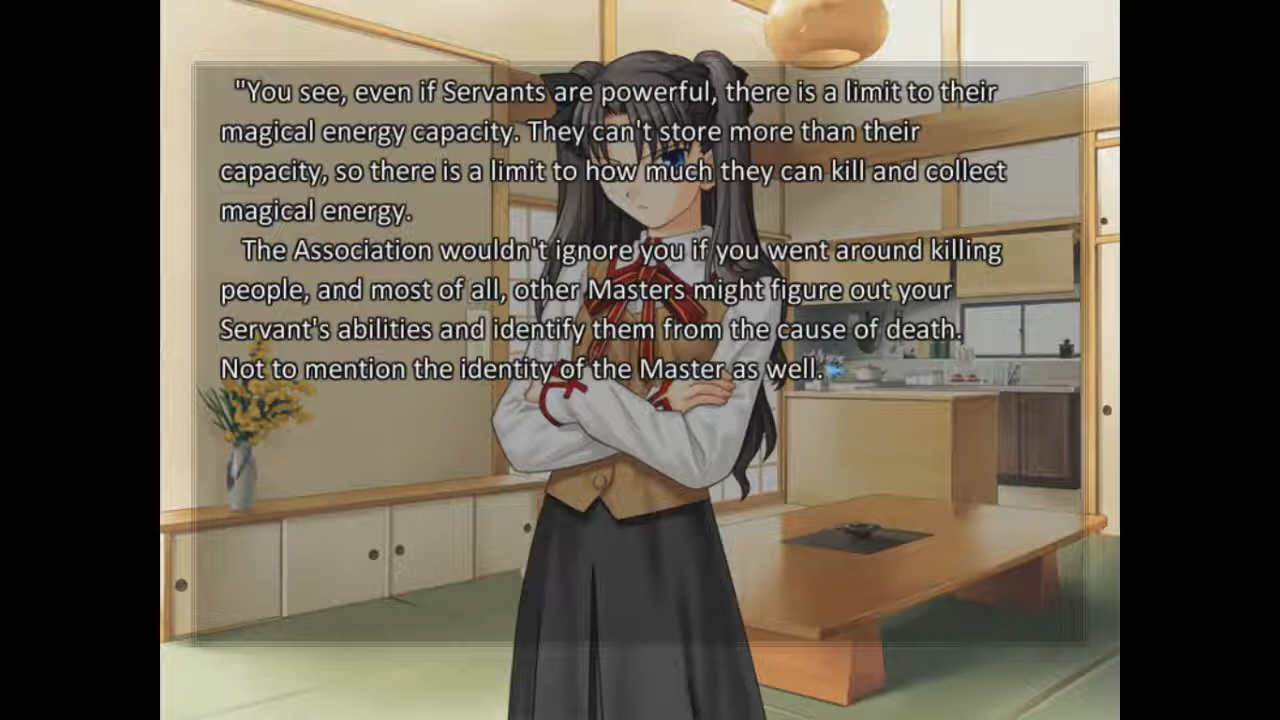 "You see, even if Servants are powerful, there is a limit to their
magical energy capacity. They can't store more than their
capacity, so there is a limit to how much they can kill and collect
magical energy.
The Association wouldn't ignore you if you went around killing
people, and most of all, other Masters might figure out your
Servant's abilities and identify them from the cause of death.
Not to mention the identity of the Master as well.